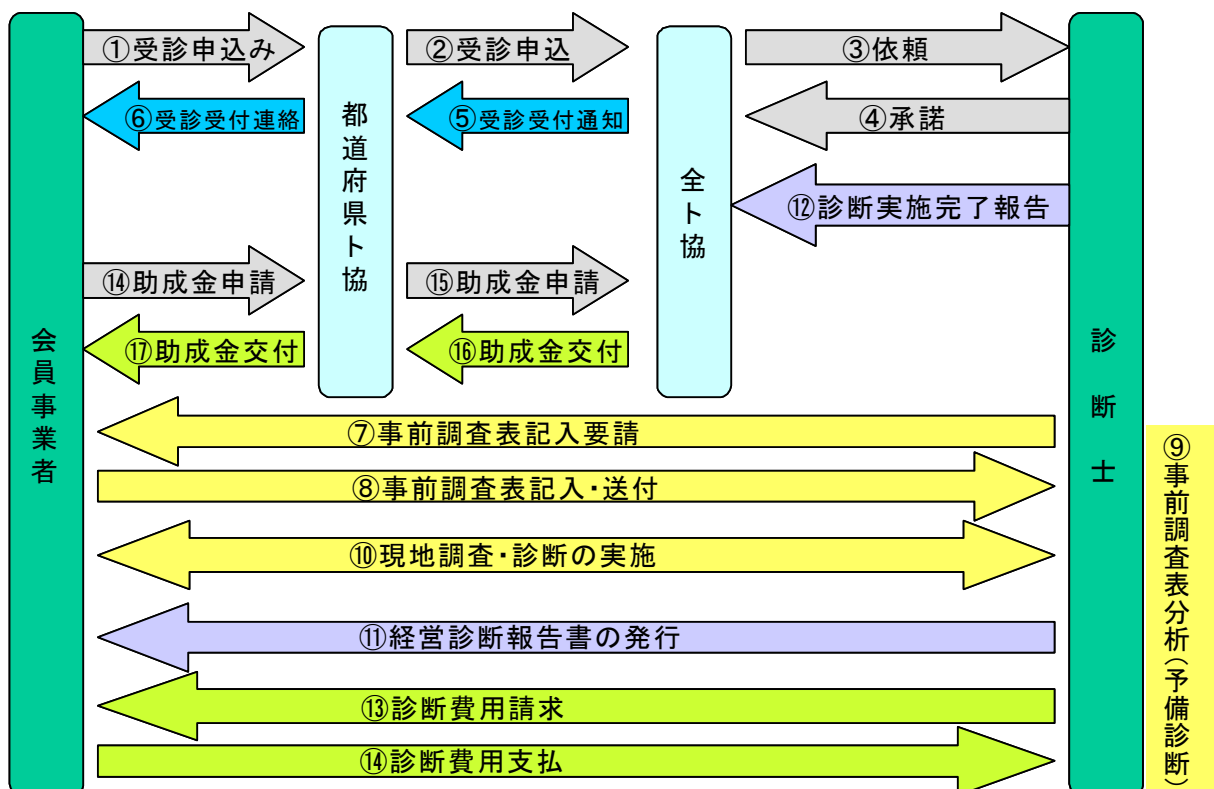 ①受診申込み
②受診申込
③依頼
⑥受診受付連絡
⑤受診受付通知
④承諾
⑫診断実施完了報告
都道府県ト協
全ト協
⑭助成金申請
⑮助成金申請
⑰助成金交付
⑯助成金交付
会員事業者
診断士
⑦事前調査表記入要請
⑧事前調査表記入・送付
⑨事前調査表分析(予備診断)
⑩現地調査・診断の実施
⑪経営診断報告書の発行
⑬診断費用請求
⑭診断費用支払